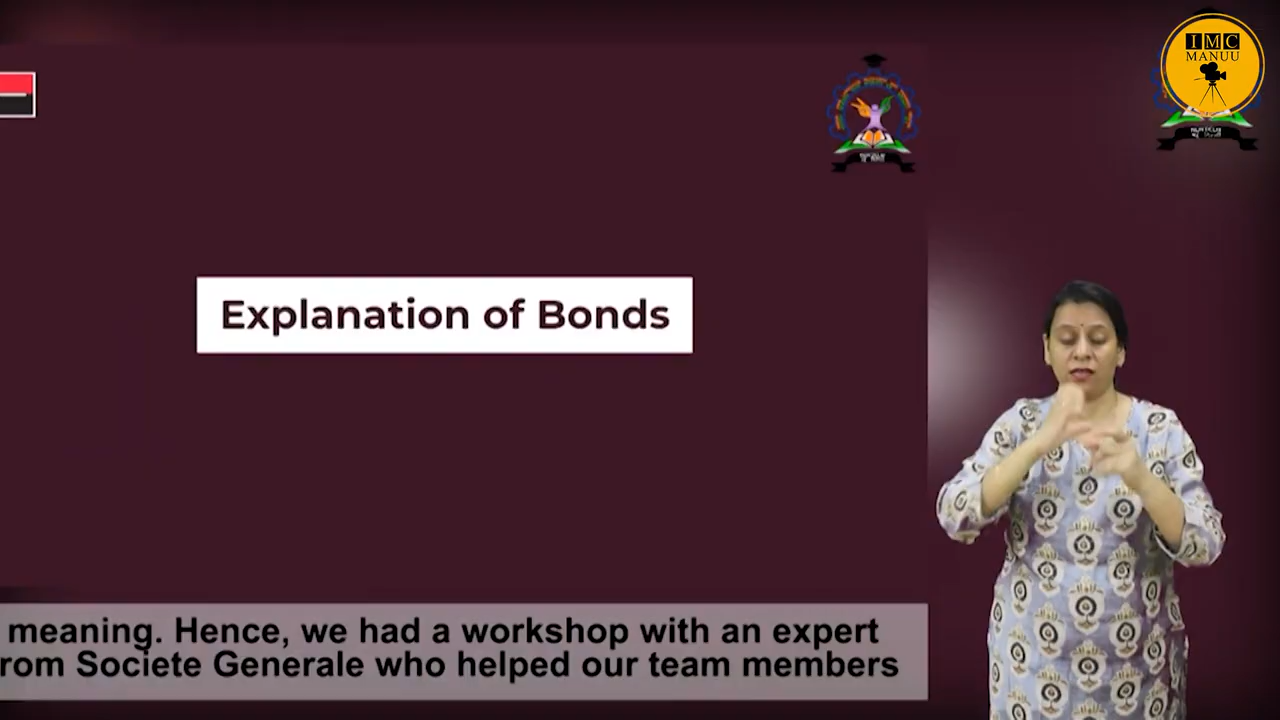 IMC
MANUU
Explanation of Bonds
meaning. Hence, we had a workshop with an expert
rom Societe Generale who helped our team members